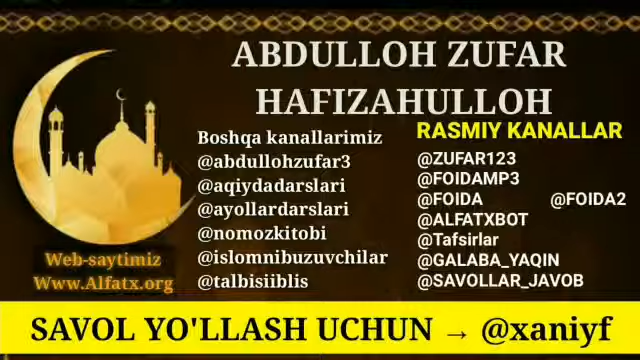 ABDULLOH ZUFAR
HAFIZAHULLOH
Boshqa kanallarimiz
@abdullohzufar3
@aqiydadarslari
@ayollardarslari
@nomozkitobi
@islomnibuzuvchilar
@talbisiiblis
RASMIY KANALLAR
@ZUFAR123
@FOIDAMP3
@FOIDA @FOIDA2
@ALFATXBOT
@Tafsirlar
@GALABA_YAQIN
@SAVOLLAR_JAVOB
Web-saytimiz
Www.Alfatx.org
SAVOL YO'LLASH UCHUN → @xaniyf